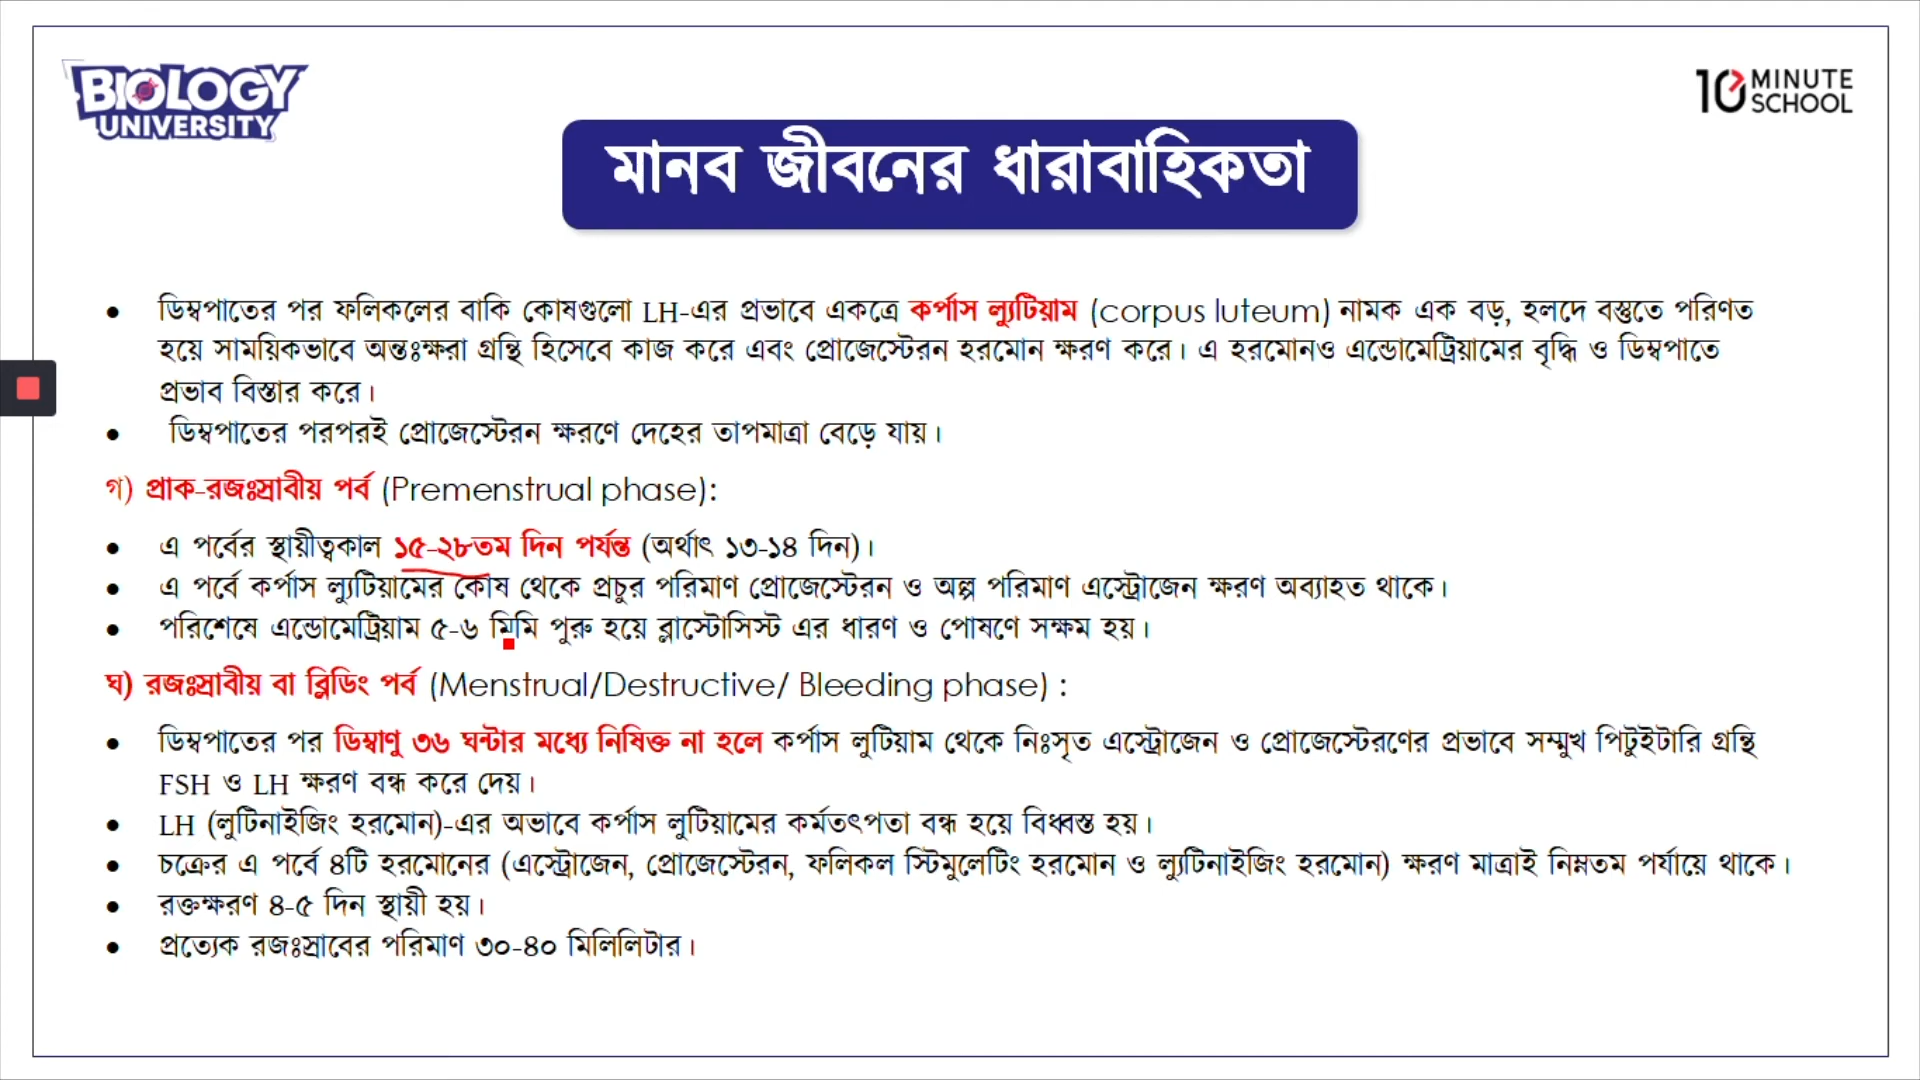 BIOLOGY
UNIVERSITY
10 MINUTE
SCHOOL
মানব জীবনের ধারাবাহিকতা
• ডিম্বপাতের পর ফলিকলের বাকি কোষগুলো LH-এর প্রভাবে একত্রে কর্পাস ল্যুটিয়াম (corpus luteum) নামক এক বড়, হলদে বস্তুতে পরিণত
হয়ে সাময়িকভাবে অন্তঃক্ষরা গ্রন্থি হিসেবে কাজ করে এবং প্রোজেস্টেরন হরমোন ক্ষরণ করে। এ হরমোনও এন্ডোমেট্রিয়ামের বৃদ্ধি ও ডিম্বপাতে
প্রভাব বিস্তার করে।
• ডিম্বপাতের পরপরই প্রোজেস্টেরন ক্ষরণে দেহের তাপমাত্রা বেড়ে যায়।
গ) প্রাক-রজঃস্রাবীয় পর্ব (Premenstrual phase):
• এ পর্বের স্থায়ীত্বকাল ১৫-২৮তম দিন পর্যন্ত (অর্থাৎ ১৩-১৪ দিন)।
• এ পর্বে কর্পাস ল্যুটিয়ামের কোষ থেকে প্রচুর পরিমাণ প্রোজেস্টেরন ও অল্প পরিমাণ এস্ট্রোজেন ক্ষরণ অব্যাহত থাকে।
• পরিশেষে এন্ডোমেট্রিয়াম ৫-৬ মিমি পুরু হয়ে ব্লাস্টোসিস্ট এর ধারণ ও পোষণে সক্ষম হয়।
ঘ) রজঃস্রাবীয় বা ব্লিডিং পর্ব (Menstrual/Destructive/ Bleeding phase) :
• ডিম্বপাতের পর ডিম্বাণু ৩৬ ঘন্টার মধ্যে নিষিক্ত না হলে কর্পাস লুটিয়াম থেকে নিঃসৃত এস্ট্রোজেন ও প্রোজেস্টেরণের প্রভাবে সম্মুখ পিটুইটারি গ্রন্থি
FSH ও LH ক্ষরণ বন্ধ করে দেয়।
• LH (লুটিনাইজিং হরমোন)-এর অভাবে কর্পাস লুটিয়ামের কর্মতৎপতা বন্ধ হয়ে বিধ্বস্ত হয়।
• চক্রের এ পর্বে ৪টি হরমোনের (এস্ট্রোজেন, প্রোজেস্টেরন, ফলিকল স্টিমুলেটিং হরমোন ও ল্যুটিনাইজিং হরমোন) ক্ষরণ মাত্রাই নিম্নতম পর্যায়ে থাকে।
• রক্তক্ষরণ ৪-৫ দিন স্থায়ী হয়।
• প্রত্যেক রজঃস্রাবের পরিমাণ ৩০-৪০ মিলিলিটার।